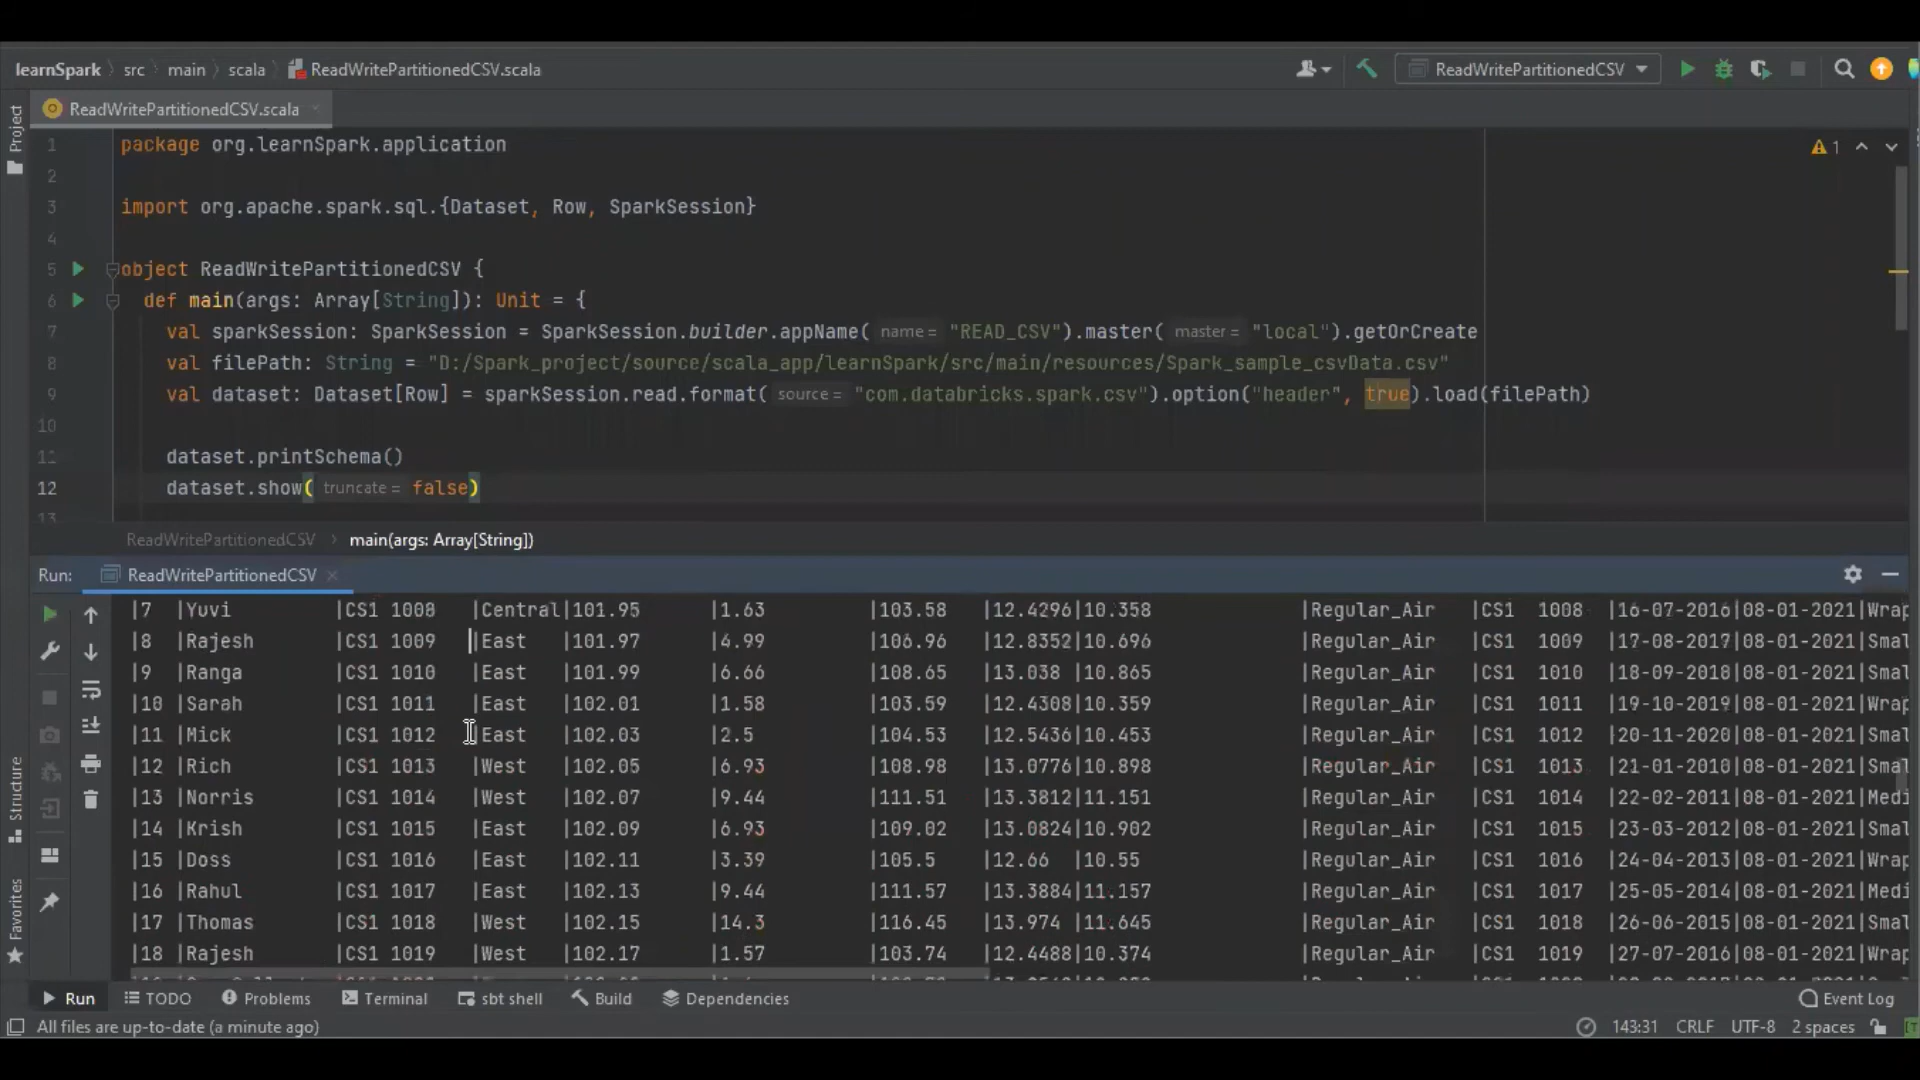 learnSpark src main scala ReadWritePartitionedCSV.scala ReadWritePartitionedCSV
ReadWritePartitionedCSV.scala
Project
1 package org.learnSpark.application 1
2
3 import org.apache.spark.sql.{Dataset, Row, SparkSession}
4
5 object ReadWritePartitionedCSV {
6 def main(args: Array[String]): Unit = {
7 val sparkSession: SparkSession = SparkSession.builder.appName( name = "READ_CSV").master( master = "local").getOrCreate
8 val filePath: String = "D:/Spark_project/source/scala_app/learnSpark/src/main/resources/Spark_sample_csvData.csv"
9 val dataset: Dataset[Row] = sparkSession.read.format( source = "com.databricks.spark.csv").option("header", true).load(filePath)
10
11 dataset.printSchema()
12 dataset.show( truncate = false)
13
ReadWritePartitionedCSV main(args: Array[String])
Run: ReadWritePartitionedCSV
|7 |Yuvi |CS1 1008 |Central|101.95 |1.63 |103.58 |12.4296|10.358 |Regular_Air |CS1 1008 |16-07-2016|08-01-2021|Wrap
|8 |Rajesh |CS1 1009 |East |101.97 |4.99 |106.96 |12.8352|10.696 |Regular_Air |CS1 1009 |17-08-2017|08-01-2021|Smal
|9 |Ranga |CS1 1010 |East |101.99 |6.66 |108.65 |13.038 |10.865 |Regular_Air |CS1 1010 |18-09-2018|08-01-2021|Smal
|10 |Sarah |CS1 1011 |East |102.01 |1.58 |103.59 |12.4308|10.359 |Regular_Air |CS1 1011 |19-10-2019|08-01-2021|Wrap
|11 |Mick |CS1 1012 |East |102.03 |2.5 |104.53 |12.5436|10.453 |Regular_Air |CS1 1012 |20-11-2020|08-01-2021|Smal
|12 |Rich |CS1 1013 |West |102.05 |6.93 |108.98 |13.0776|10.898 |Regular_Air |CS1 1013 |21-01-2010|08-01-2021|Smal
|13 |Norris |CS1 1014 |West |102.07 |9.44 |111.51 |13.3812|11.151 |Regular_Air |CS1 1014 |22-02-2011|08-01-2021|Medi
|14 |Krish |CS1 1015 |East |102.09 |6.93 |109.02 |13.0824|10.902 |Regular_Air |CS1 1015 |23-03-2012|08-01-2021|Smal
|15 |Doss |CS1 1016 |East |102.11 |3.39 |105.5 |12.66 |10.55 |Regular_Air |CS1 1016 |24-04-2013|08-01-2021|Wrap
|16 |Rahul |CS1 1017 |East |102.13 |9.44 |111.57 |13.3884|11.157 |Regular_Air |CS1 1017 |25-05-2014|08-01-2021|Medi
|17 |Thomas |CS1 1018 |West |102.15 |14.3 |116.45 |13.974 |11.645 |Regular_Air |CS1 1018 |26-06-2015|08-01-2021|Smal
|18 |Rajesh |CS1 1019 |West |102.17 |1.57 |103.74 |12.4488|10.374 |Regular_Air |CS1 1019 |27-07-2016|08-01-2021|Wrap
Structure
Favorites
Run TODO Problems Terminal sbt shell Build Dependencies Event Log
All files are up-to-date (a minute ago) 143:31 CRLF UTF-8 2 spaces